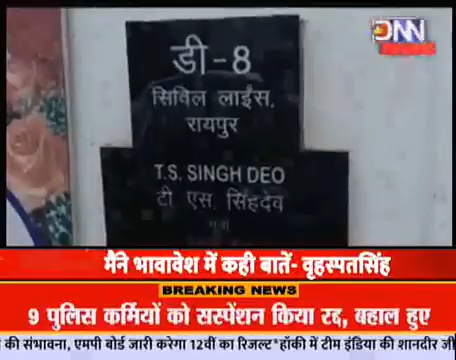 DNN
डी-8
सिविल लाईंस,
रायपुर
T.S. SINGH DEO
टी एस सिंहदेव
मैंने भावावेश में कही बातें- वृहस्पतसिंह
BREAKING NEWS
9 पुलिस कर्मियों को सस्पेंशन किया रद्द, बहाल हुए
की संभावना, एमपी बोर्ड जारी करेगा 12वीं का रिजल्ट*हॉकी में टीम इंडिया की शानदार जी